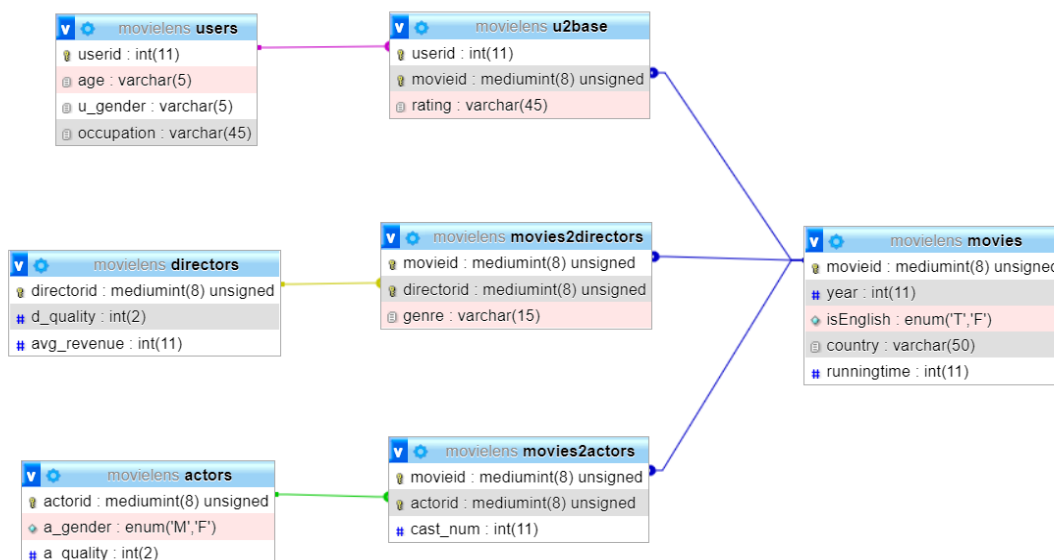 v movielens users
userid : int(11)
age : varchar(5)
u_gender : varchar(5)
occupation : varchar(45)
v movielens u2base
userid : int(11)
movieid : mediumint(8) unsigned
rating : varchar(45)
v movielens directors
directorid : mediumint(8) unsigned
# d_quality : int(2)
# avg_revenue : int(11)
v movielens movies2directors
movieid : mediumint(8) unsigned
directorid : mediumint(8) unsigned
genre : varchar(15)
v movielens movies
movieid : mediumint(8) unsigned
# year : int(11)
isEnglish : enum('T','F')
country : varchar(50)
# runningtime : int(11)
v movielens actors
actorid : mediumint(8) unsigned
a_gender : enum('M','F')
# a_quality : int(2)
v movielens movies2actors
movieid : mediumint(8) unsigned
actorid : mediumint(8) unsigned
# cast_num : int(11)